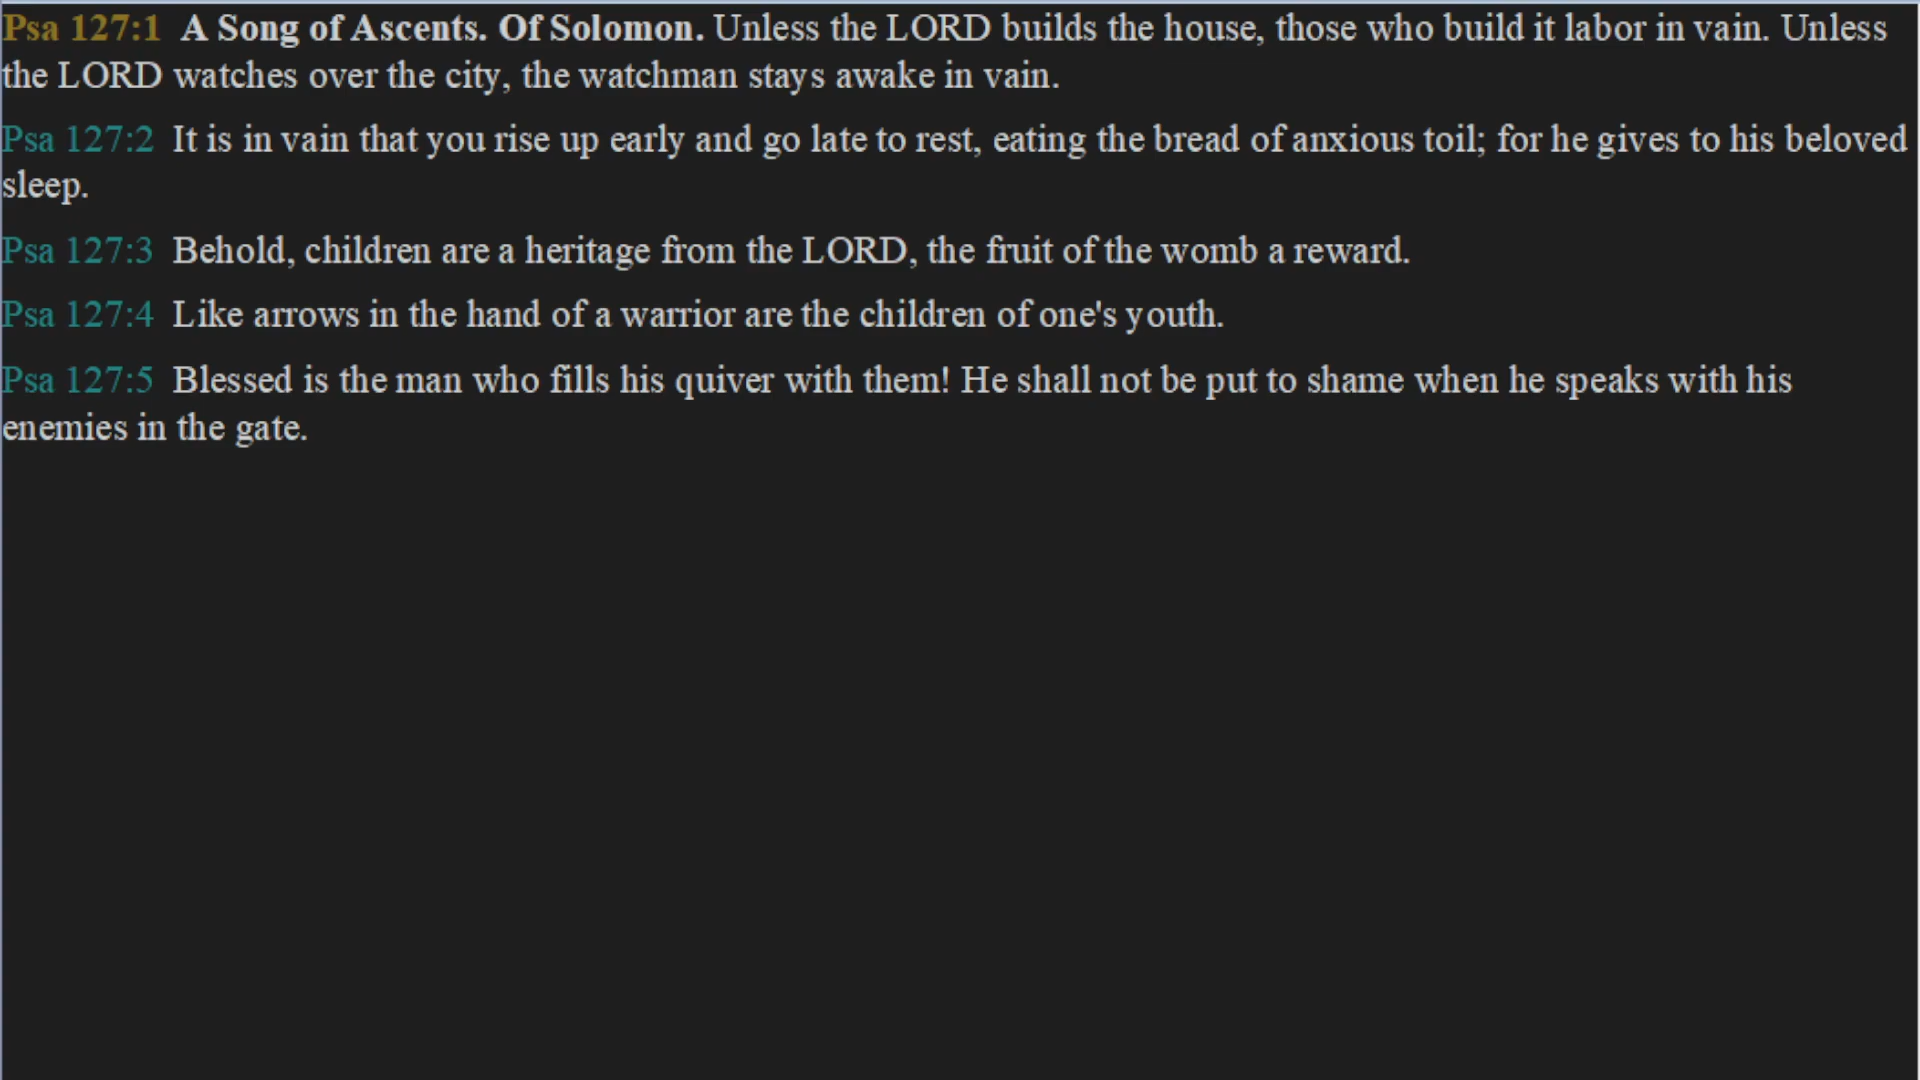 Psa 127:1 A Song of Ascents. Of Solomon. Unless the LORD builds the house, those who build it labor in vain. Unless
the LORD watches over the city, the watchman stays awake in vain.
Psa 127:2 It is in vain that you rise up early and go late to rest, eating the bread of anxious toil; for he gives to his beloved
sleep.
Psa 127:3 Behold, children are a heritage from the LORD, the fruit of the womb a reward.
Psa 127:4 Like arrows in the hand of a warrior are the children of one's youth.
Psa 127:5 Blessed is the man who fills his quiver with them! He shall not be put to shame when he speaks with his
enemies in the gate.